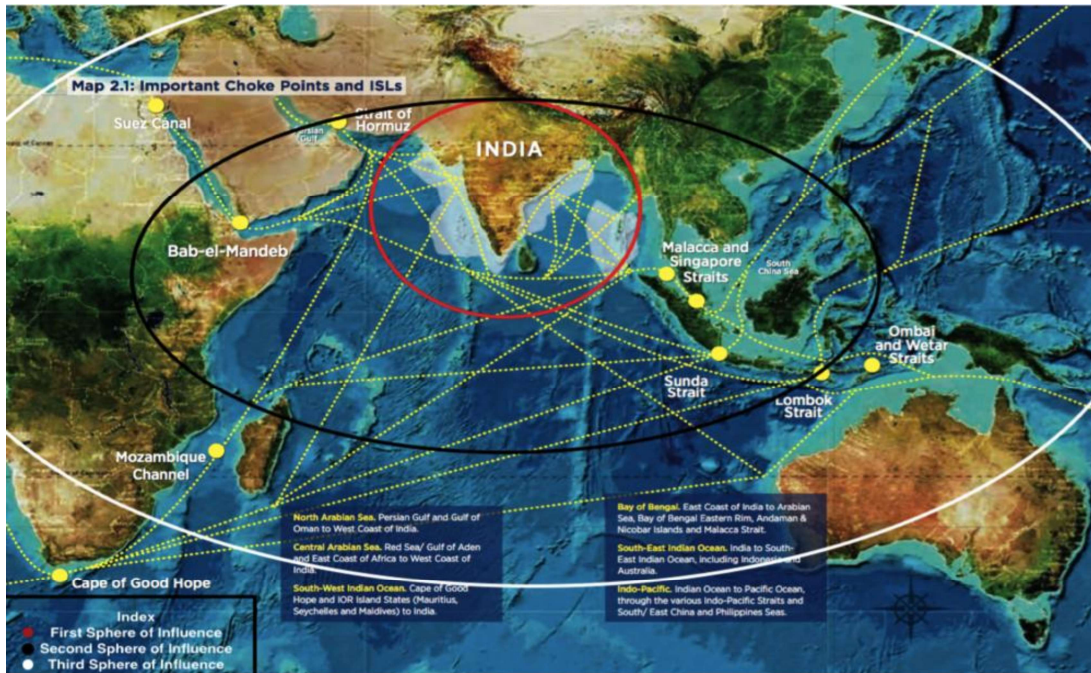 Map 2.1: Important Choke Points and ISLs
Suez Canal
Persian
Gulf
Strait of
Hormuz
INDIA
Bab-el-Mandeb
Malacca and
Singapore
Straits
South
China Sea
Ombai
and Wetar
Straits
Sunda
Strait
Lombok
Strait
Mozambique
Channel
Cape of Good Hope
North Arabian Sea. Persian Gulf and Gulf of
Oman to West Coast of India.
Central Arabian Sea. Red Sea/ Gulf of Aden
and East Coast of Africa to West Coast of
India.
South-West Indian Ocean. Cape of Good
Hope and IOR Island States (Mauritius,
Seychelles and Maldives) to India.
Bay of Bengal. East Coast of India to Arabian
Sea, Bay of Bengal Eastern Rim, Andaman &
Nicobar Islands and Malacca Strait.
South-East Indian Ocean. India to South-
East Indian Ocean, including Indonesia and
Australia.
Indo-Pacific. Indian Ocean to Pacific Ocean,
through the various Indo-Pacific Straits and
South/ East China and Philippines Seas.
Index
First Sphere of Influence
Second Sphere of Influence
Third Sphere of Influence